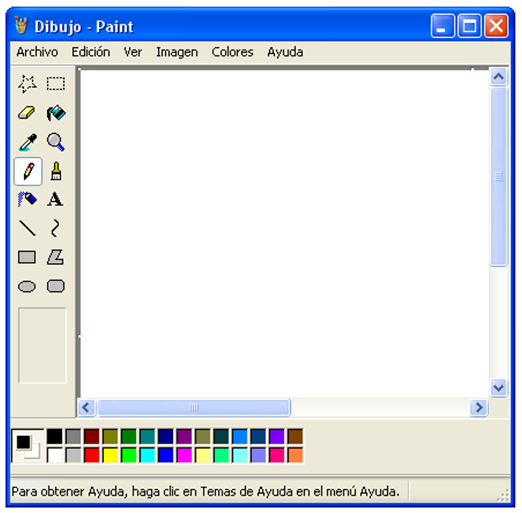 Dibujo - Paint
Archivo Edición Ver Imagen Colores Ayuda
A
Para obtener Ayuda, haga clic en Temas de Ayuda en el menú Ayuda.